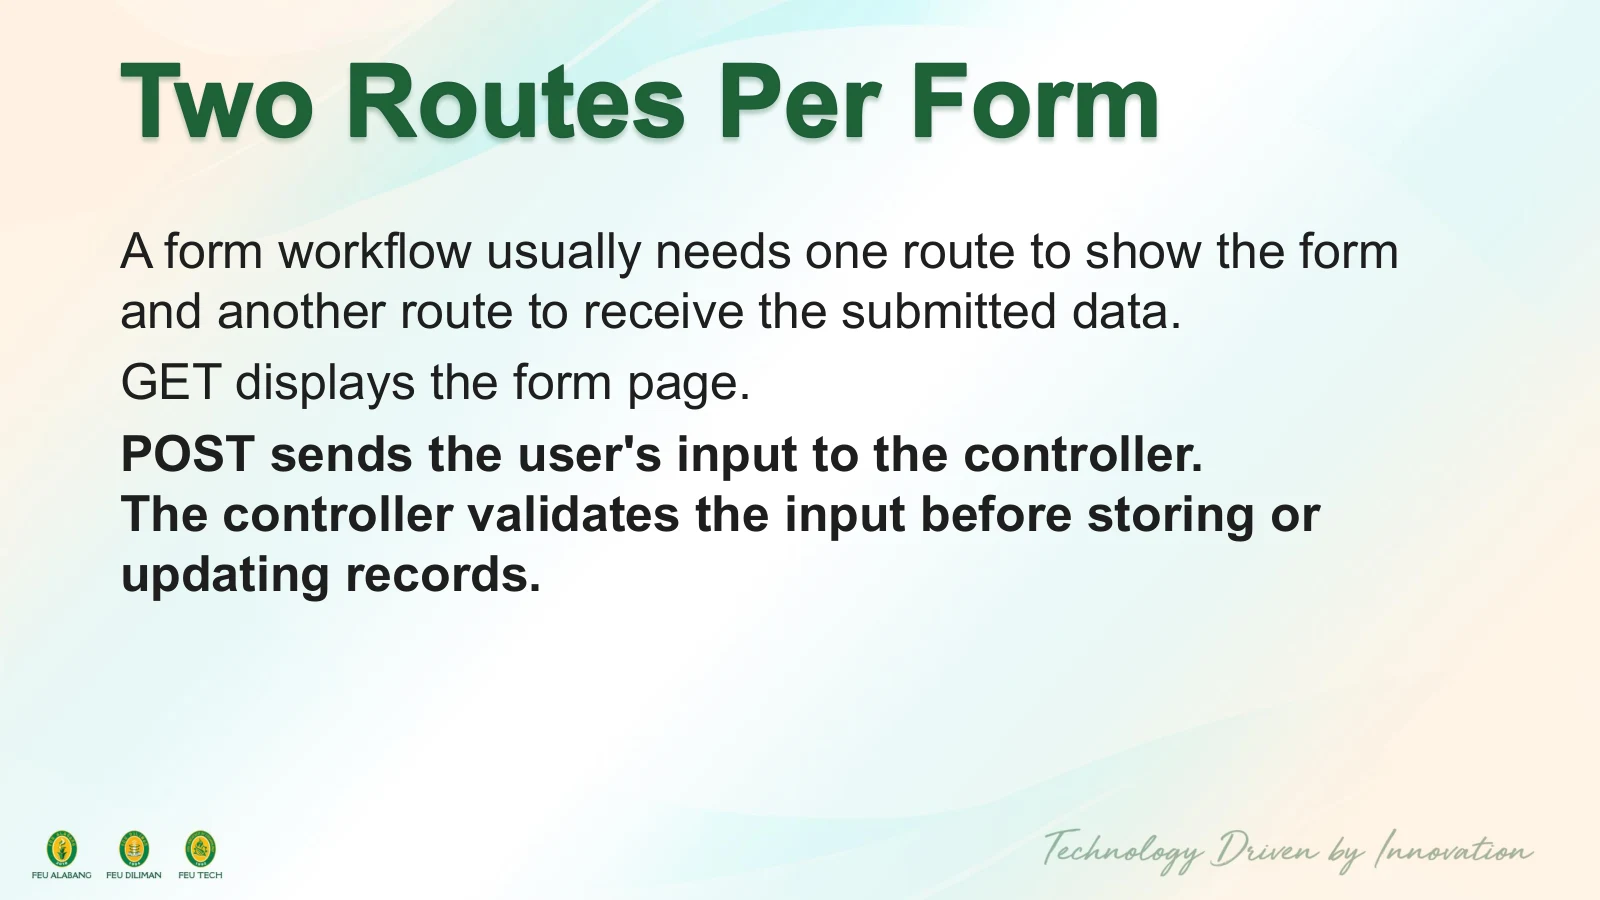 Two Routes Per Form
A form workflow usually needs one route to show the form
and another route to receive the submitted data.
GET displays the form page.
POST sends the user's input to the controller.
The controller validates the input before storing or
updating records.
FEU ALABANG
FEU DILIMAN
FEU TECH
Technology Driven by Innovation